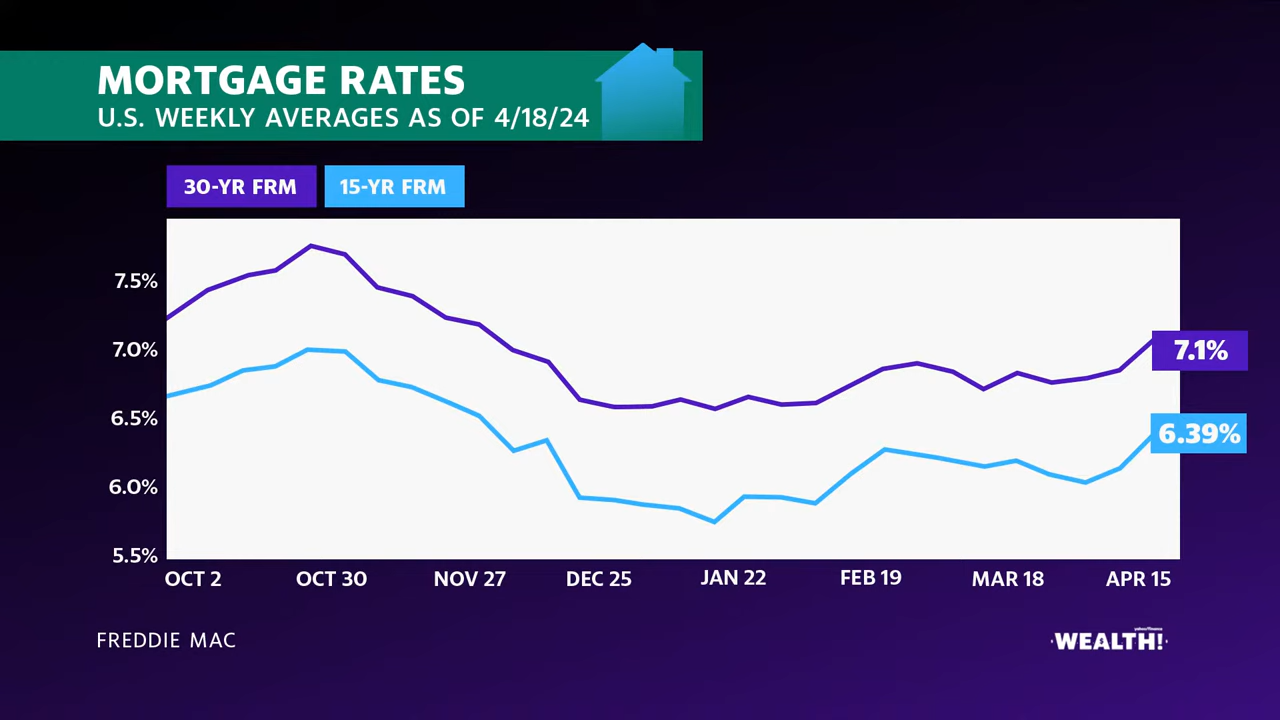 MORTGAGE RATES
U.S. WEEKLY AVERAGES AS OF 4/18/24
30-YR FRM 15-YR FRM
7.5%
7.0%
6.5%
6.0%
5.5%
7.1%
6.39%
OCT 2 OCT 30 NOV 27 DEC 25 JAN 22 FEB 19 MAR 18 APR 15
FREDDIE MAC
yahoo/finance
WEALTH!